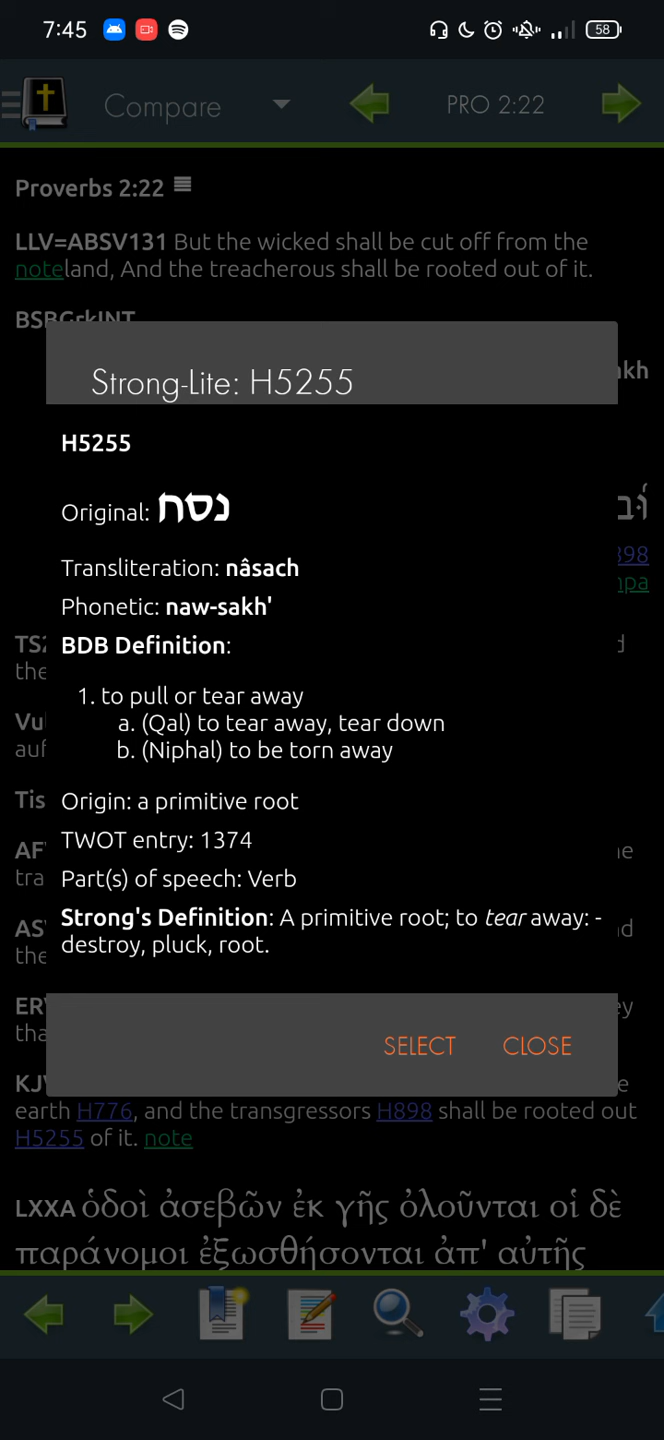 7:45
58
Compare
PRO 2:22
Proverbs 2:22
LLV=ABSV131 But the wicked shall be cut off from the
noteland, And the treacherous shall be rooted out of it.
BSBGrkINT
Strong-Lite: H5255
H5255
Original: נסח
Transliteration: nâsach
Phonetic: naw-sakh'
BDB Definition:
1. to pull or tear away
a. (Qal) to tear away, tear down
b. (Niphal) to be torn away
Origin: a primitive root
TWOT entry: 1374
Part(s) of speech: Verb
Strong's Definition: A primitive root; to tear away: -
destroy, pluck, root.
SELECT CLOSE
earth H776, and the transgressors H898 shall be rooted out
H5255 of it. note
LXXA ὁδοὶ ἀσεβῶν ἐκ γῆς ὀλοῦνται οἱ δὲ
παράνομοι ἐξωσθήσονται ἀπ' αὐτῆς